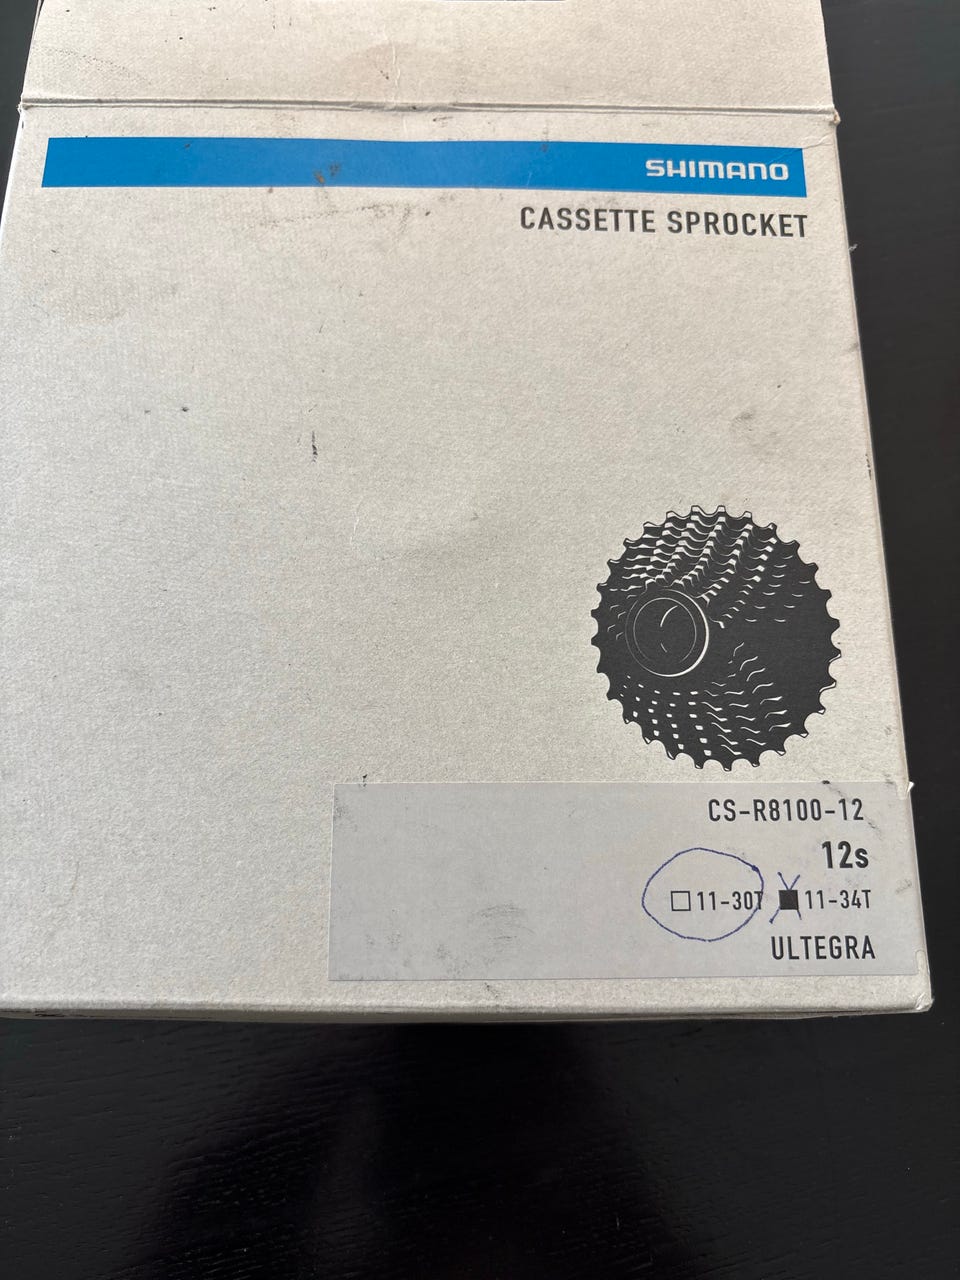 SHIMANO
CASSETTE SPROCKET
CS-R8100-12
12s
☐ 11-30T ■ 11-34T
ULTEGRA